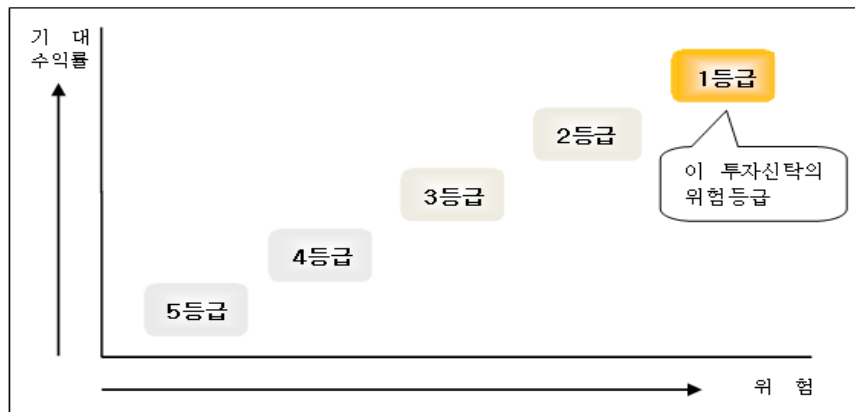 기 대
수익률
1등급
2등급
이 투자신탁의
위험등급
3등급
4등급
5등급
위 험